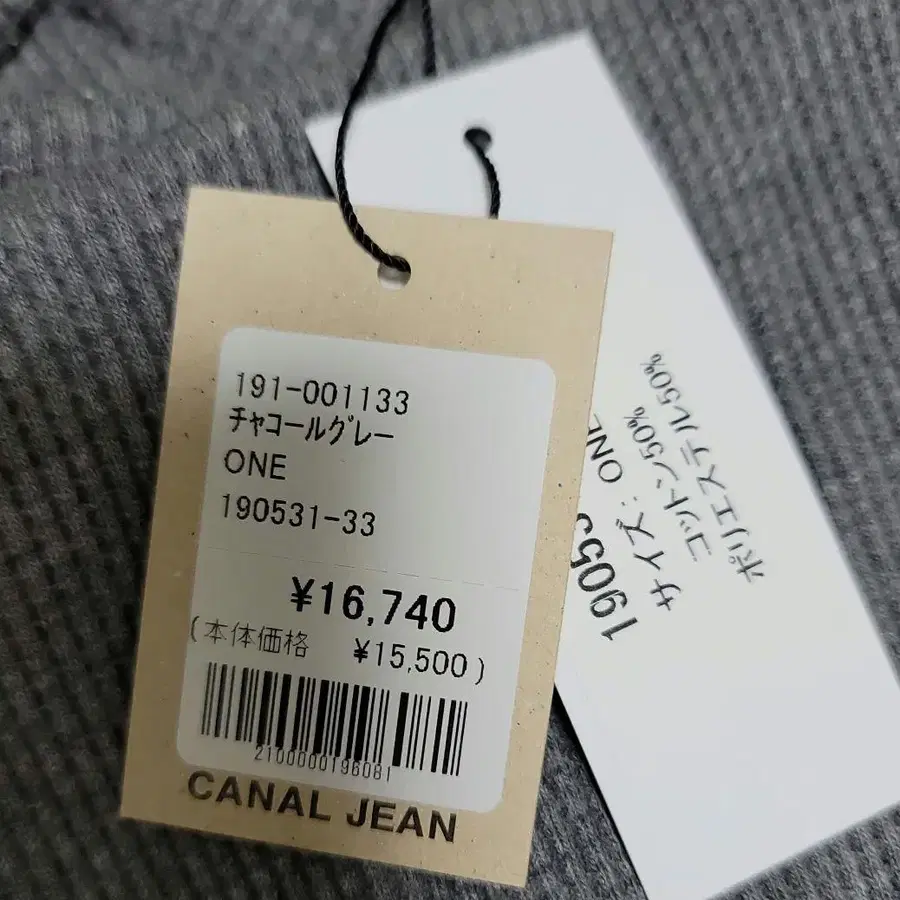 191-001133
ﾁｬｺｰﾙｸﾞﾚｰ
ONE
190531-33
¥16,740
(本体価格 ¥15,500)
2100000196081
CANAL JEAN
サイズ: ONE
コットン50%
ポリエステル50%